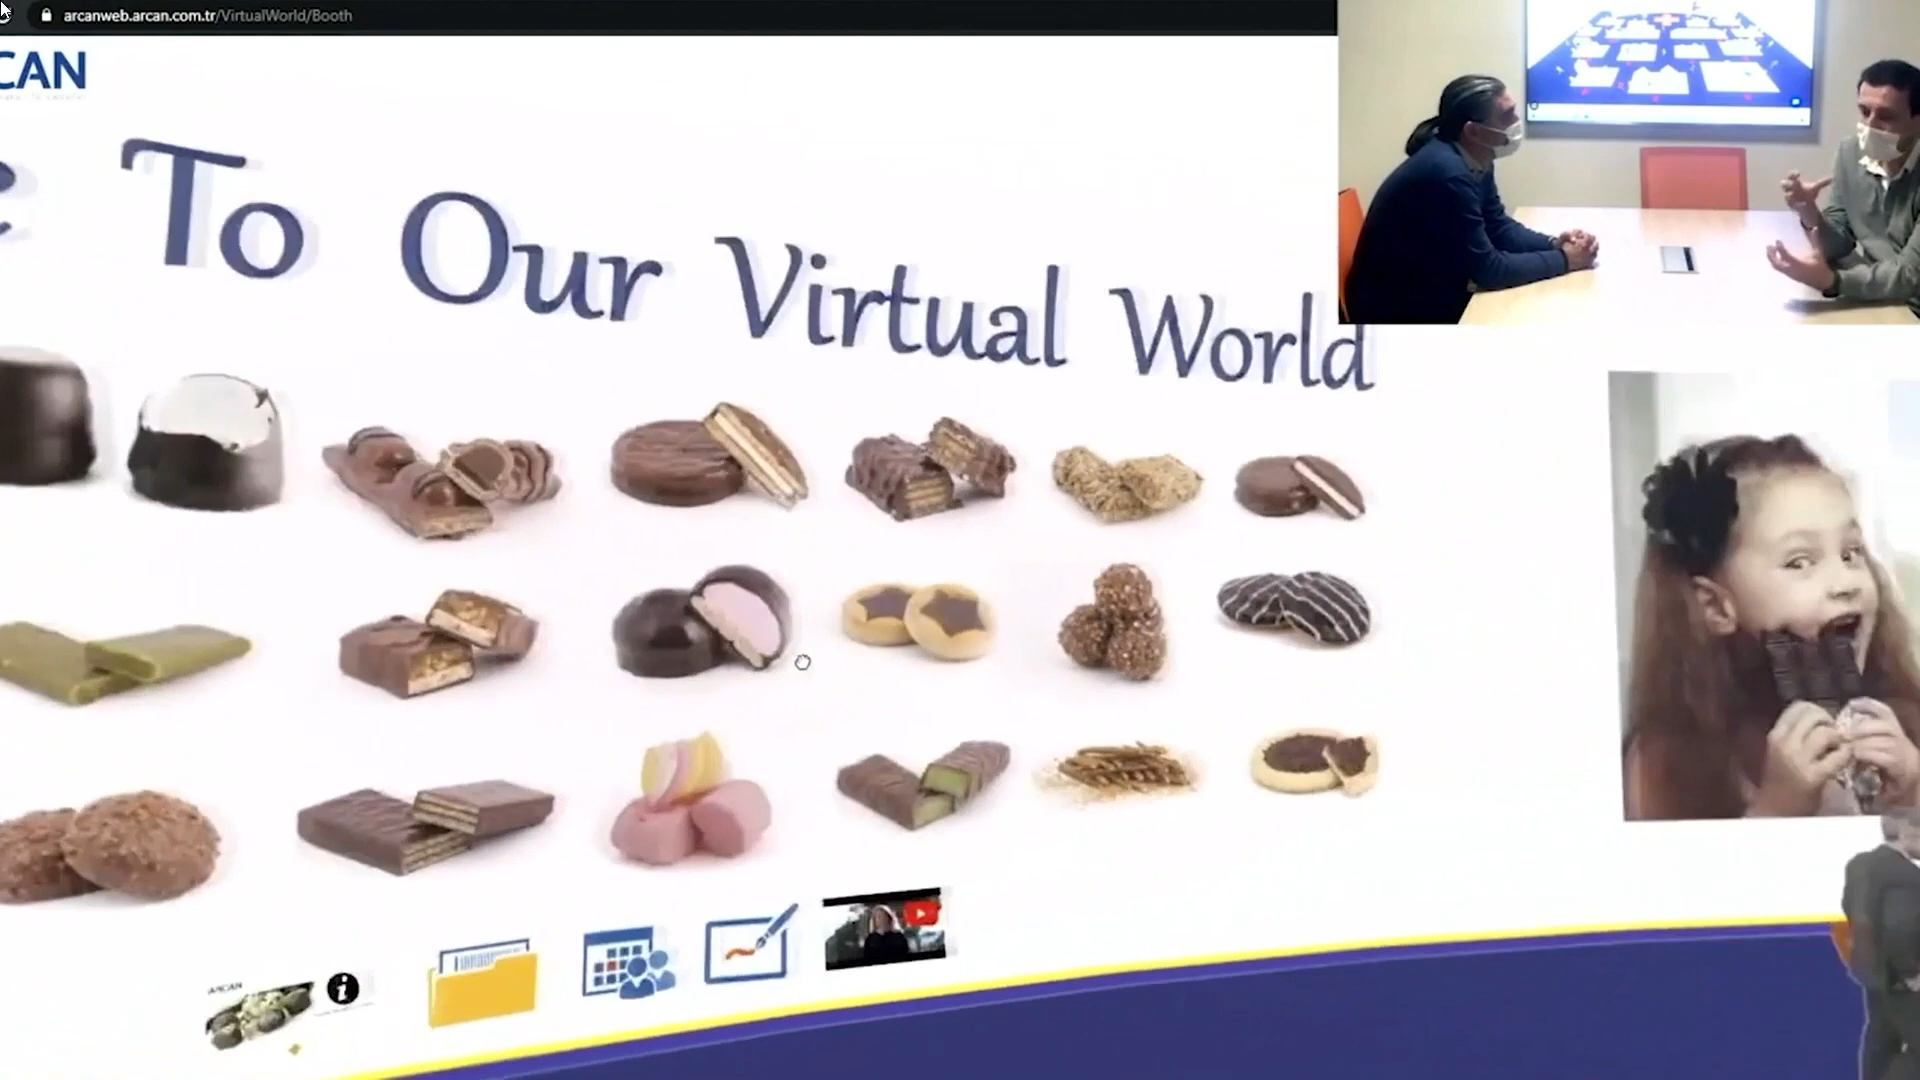 arcanweb.arcan.com.tr/VirtualWorld/Booth
CAN
To Our Virtual World
ARCAN
i